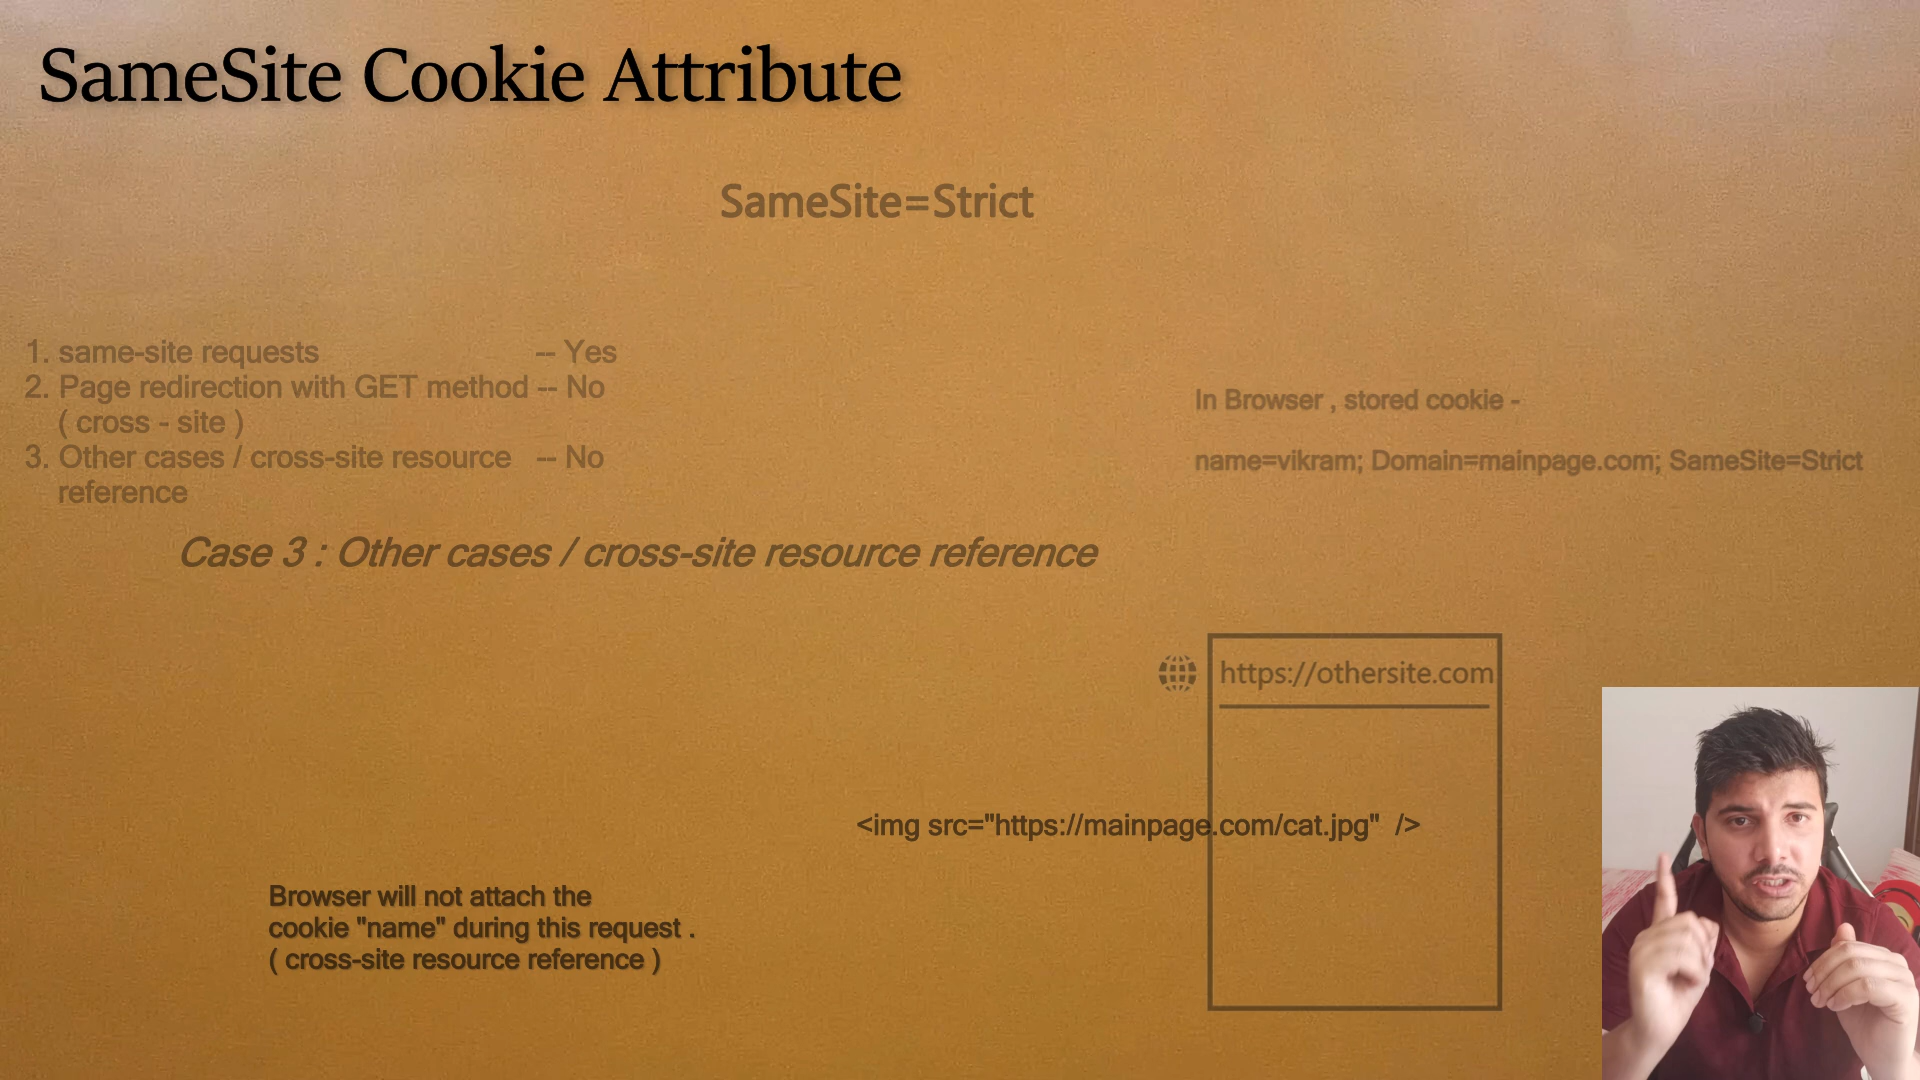 SameSite Cookie Attribute
SameSite=Strict
1. same-site requests -- Yes
2. Page redirection with GET method -- No
( cross - site )
3. Other cases / cross-site resource -- No
reference
In Browser , stored cookie -
name=vikram; Domain=mainpage.com; SameSite=Strict
Case 3 : Other cases / cross-site resource reference
https://othersite.com
<img src="https://mainpage.com/cat.jpg" />
Browser will not attach the
cookie "name" during this request .
( cross-site resource reference )